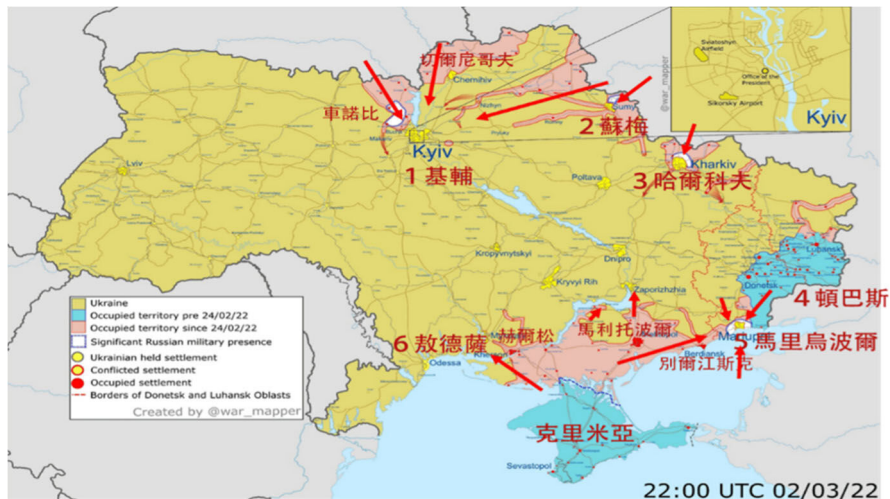 切爾尼哥夫
Chernihiv
@war_mapper
Sviatoshyn
Airfield
Office of the
President
Sikorsky Airport
Kyiv
車諾比
Nizhyn
Sumy
2 蘇梅
Kyiv
1 基輔
Lviv
Kharkiv
3 哈爾科夫
Poltava
Kropyvnytskyi
Dnipro
Luhansk
Kryvyi Rih
Zaporizhzhia
Donetsk
4 頓巴斯
馬利托波爾
赫爾松
6 敖德薩
Kherson
Odessa
5 馬里烏波爾
Berdiansk
別爾江斯克
克里米亞
Sevastopol
Ukraine
Occupied territory pre 24/02/22
Occupied territory since 24/02/22
Significant Russian military presence
Ukrainian held settlement
Conflicted settlement
Occupied settlement
Borders of Donetsk and Luhansk Oblasts
Created by @war_mapper
22:00 UTC 02/03/22